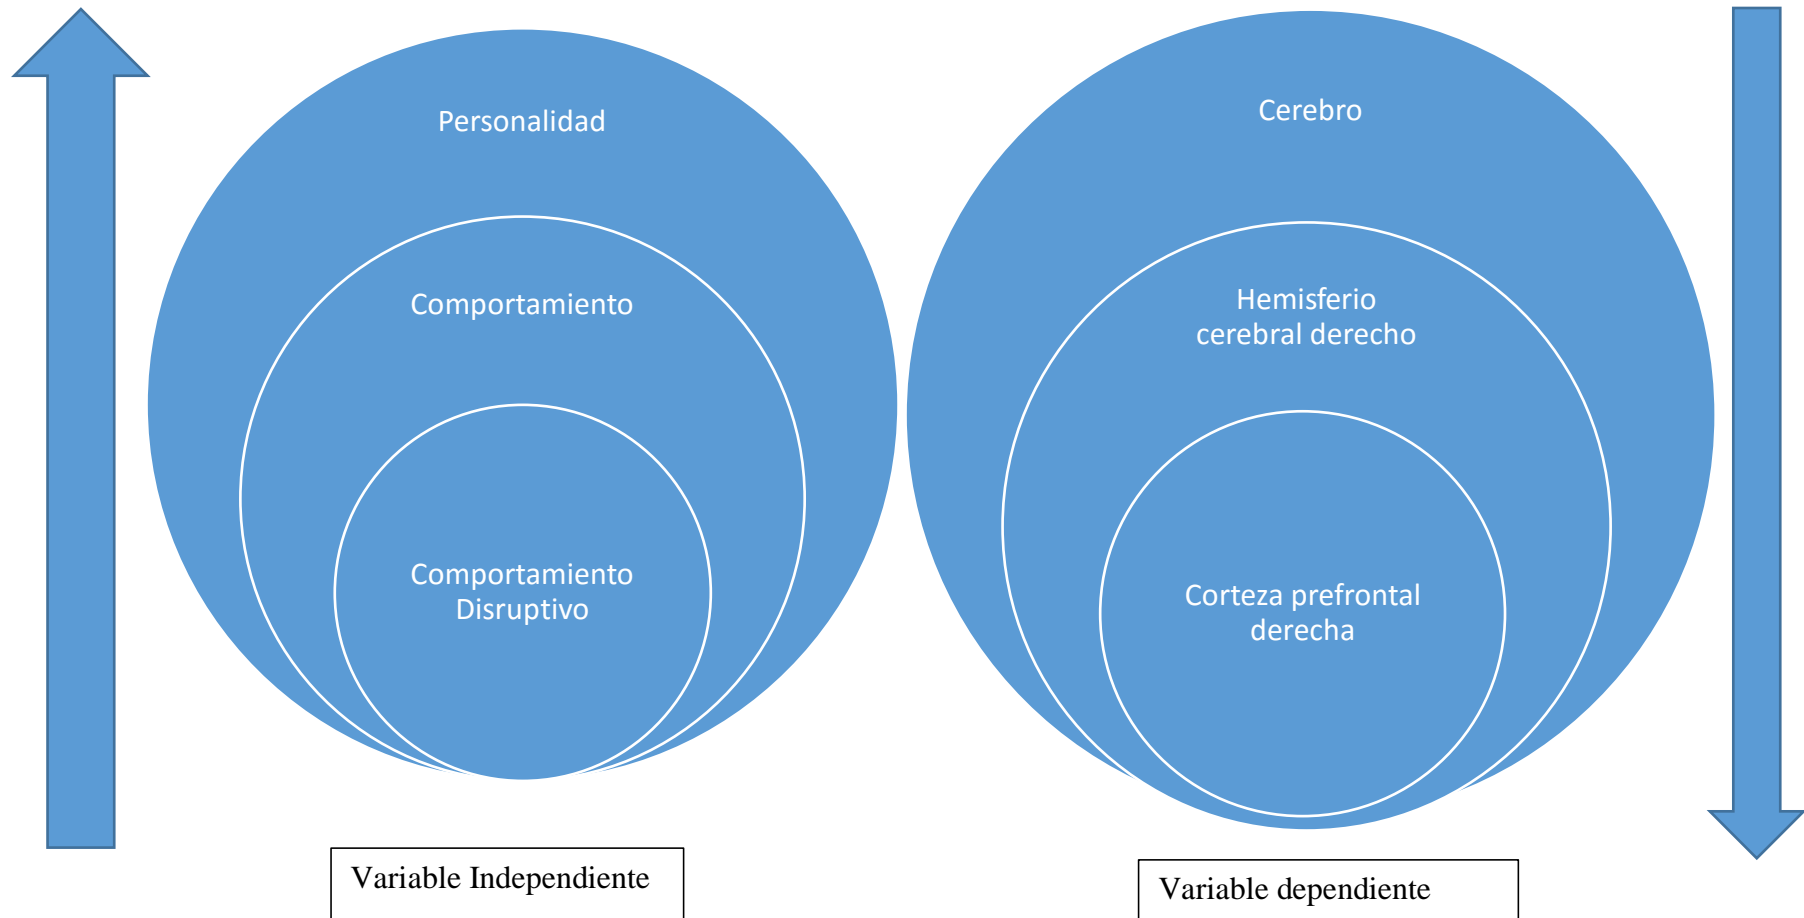 Personalidad
Comportamiento
Comportamiento
Disruptivo
Variable Independiente
Cerebro
Hemisferio
cerebral derecho
Corteza prefrontal
derecha
Variable dependiente